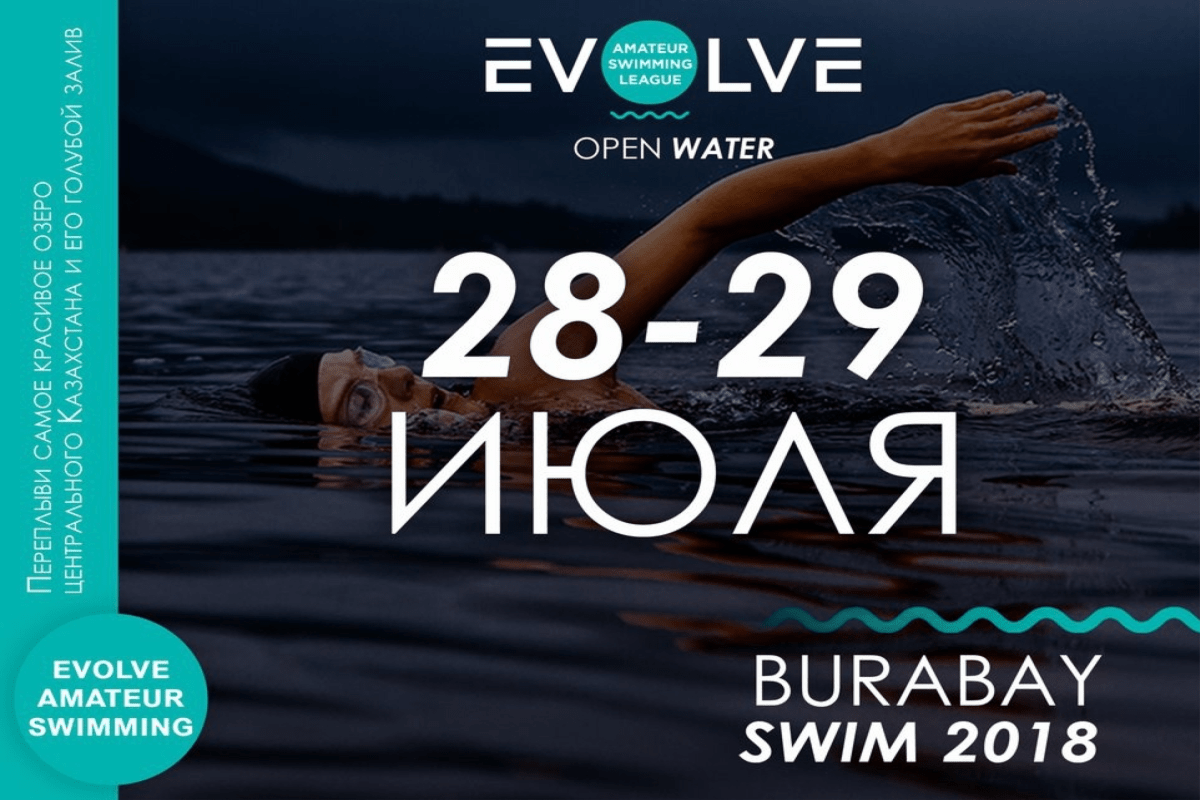 EVOLVE
AMATEUR
SWIMMING
LEAGUE
OPEN WATER
28-29
ИЮЛЯ
BURABAY
SWIM 2018
Переплыви самое красивое озеро
центрального Казахстана и его голубой залив
EVOLVE
AMATEUR
SWIMMING